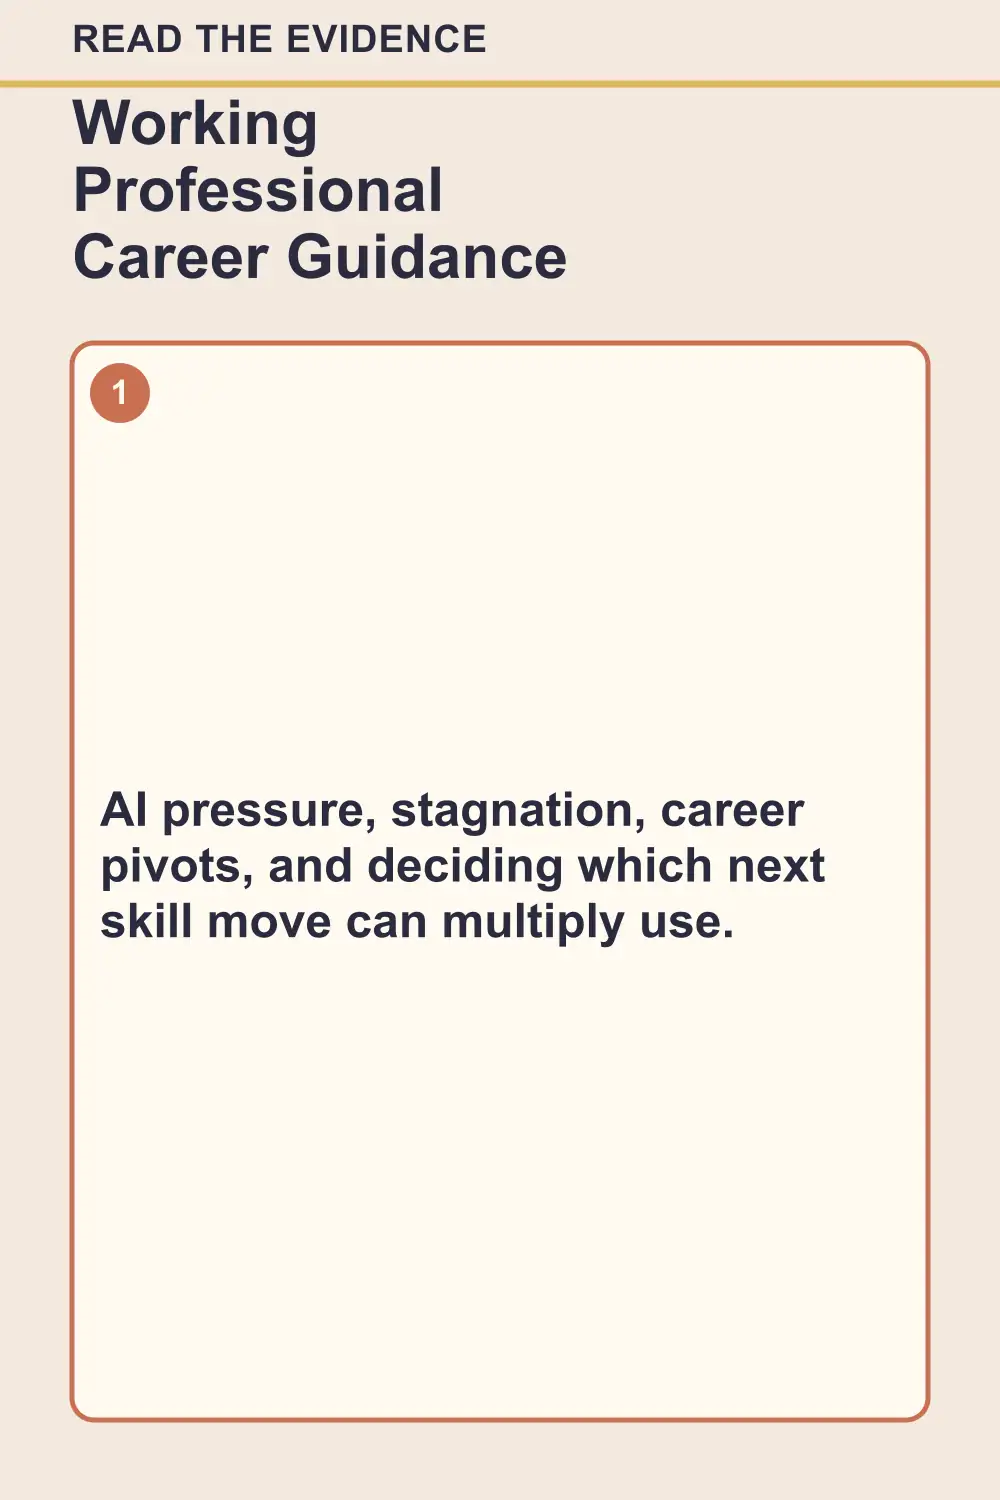 READ THE EVIDENCE
Working
Professional
Career Guidance
1
AI pressure, stagnation, career
pivots, and deciding which next
skill move can multiply use.